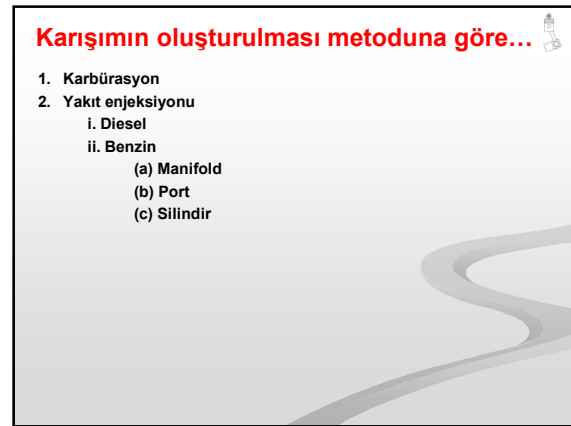 Karışımın oluşturulması metoduna göre…
1. Karbürasyon
2. Yakıt enjeksiyonu
i. Diesel
ii. Benzin
(a) Manifold
(b) Port
(c) Silindir